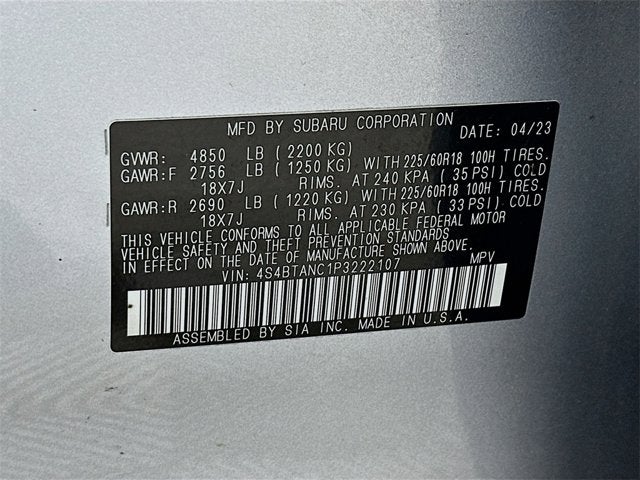 MFD BY SUBARU CORPORATION DATE: 04/23
GVWR: 4850 LB ( 2200 KG)
GAWR:F 2756 LB ( 1250 KG) WITH 225/60R18 100H TIRES.
18X7J RIMS. AT 240 KPA ( 35 PSI) COLD
GAWR:R 2690 LB ( 1220 KG) WITH 225/60R18 100H TIRES.
18X7J RIMS. AT 230 KPA ( 33 PSI) COLD
THIS VEHICLE CONFORMS TO ALL APPLICABLE FEDERAL MOTOR
VEHICLE SAFETY AND THEFT PREVENTION STANDARDS IN EFFECT
ON THE DATE OF MANUFACTURE SHOWN ABOVE.
VIN: 4S4BTANC1P3222107 MPV
ASSEMBLED BY SIA INC. MADE IN U.S.A.